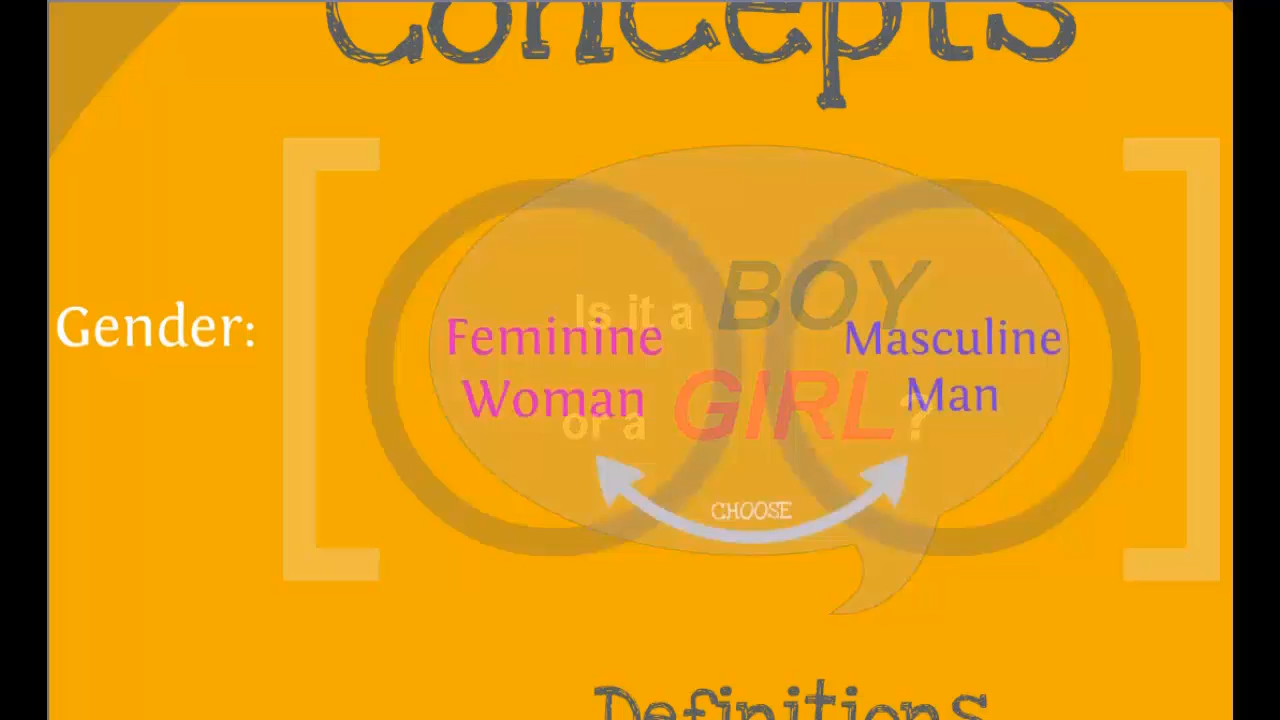 Concepts
Gender:
Is it a BOY
or a GIRL ?
Feminine
Woman
Masculine
Man
CHOOSE
Definitions